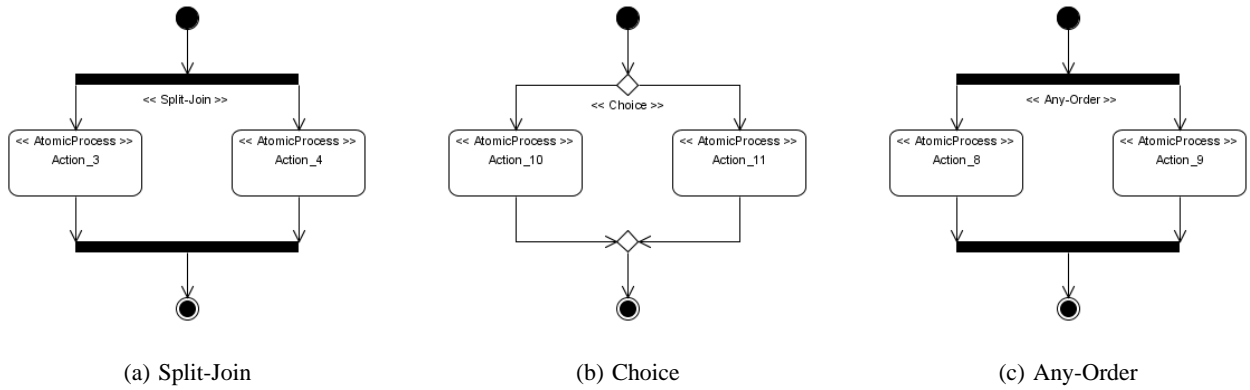 << Split-Join >>
<< AtomicProcess >>
Action_3
<< AtomicProcess >>
Action_4
(a) Split-Join
<< Choice >>
<< AtomicProcess >>
Action_10
<< AtomicProcess >>
Action_11
(b) Choice
<< Any-Order >>
<< AtomicProcess >>
Action_8
<< AtomicProcess >>
Action_9
(c) Any-Order